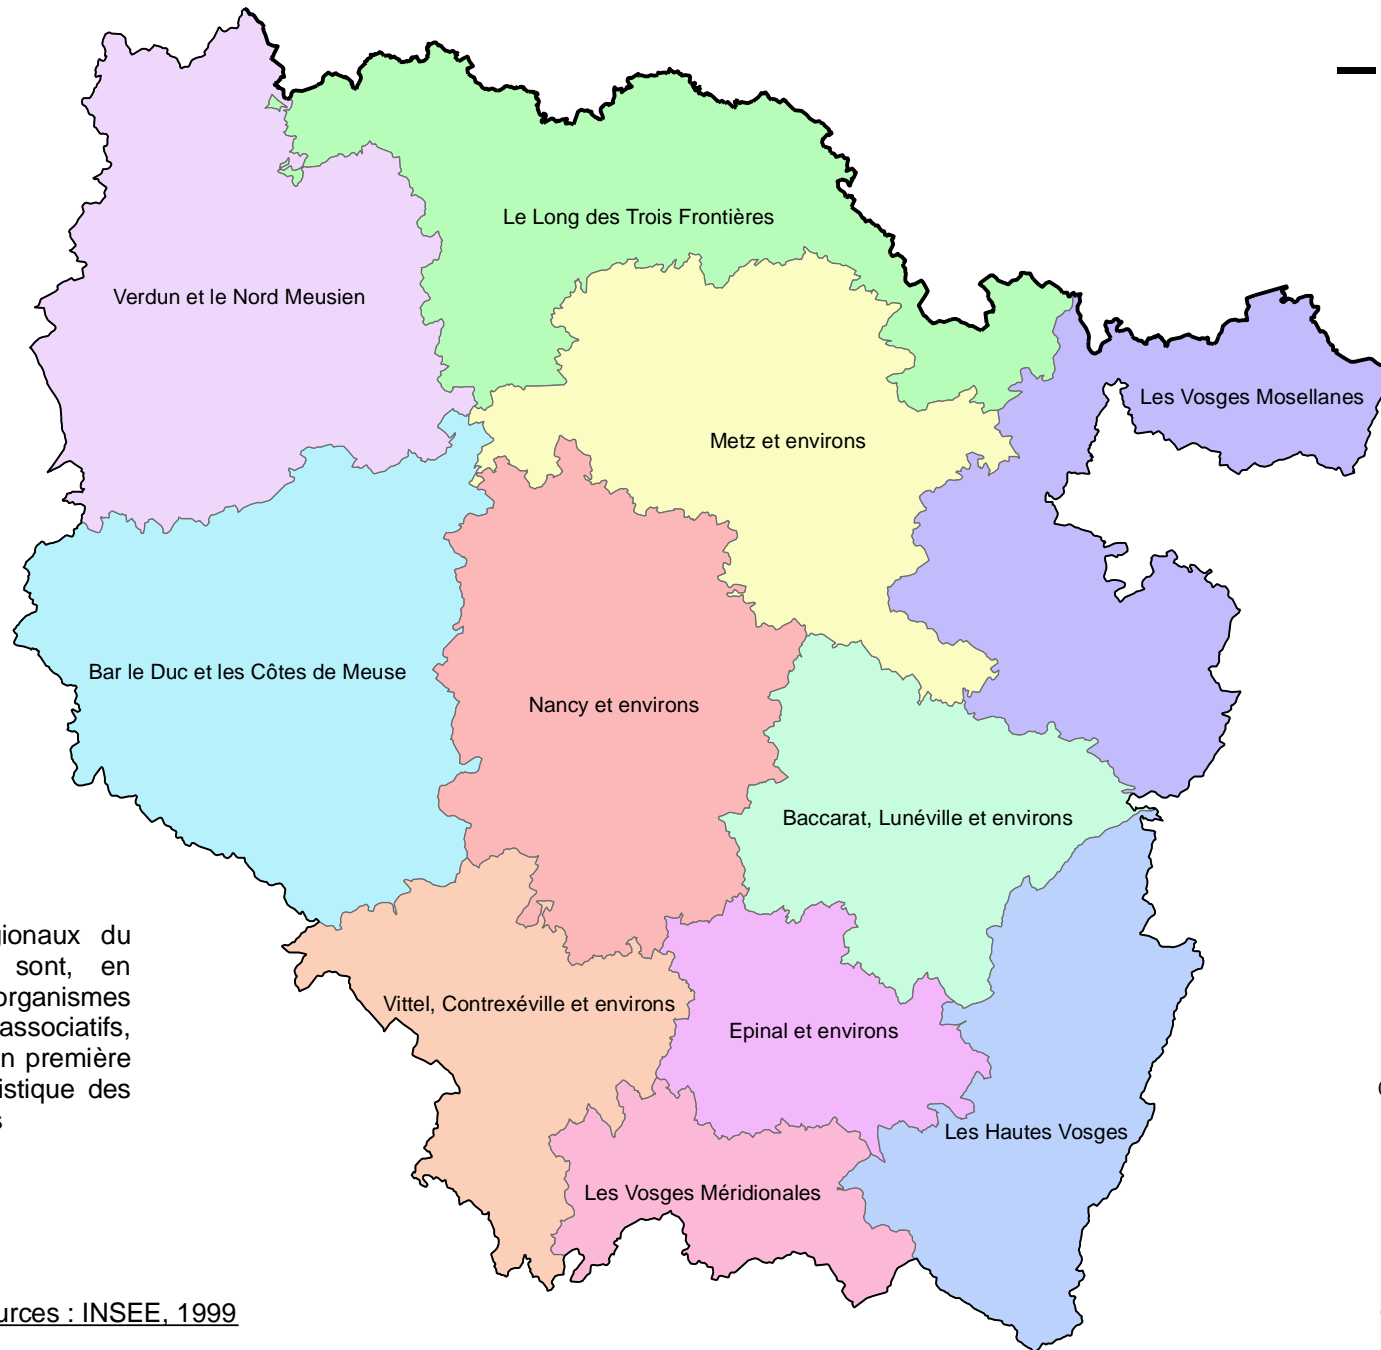 Le Long des Trois Frontières
Verdun et le Nord Meusien
Les Vosges Mosellanes
Metz et environs
Bar le Duc et les Côtes de Meuse
Nancy et environs
Baccarat, Lunéville et environs
gionaux du
sont, en
organismes
associatifs,
n première
istique des
s
Vittel, Contrexéville et environs
Epinal et environs
Les Hautes Vosges
Les Vosges Méridionales
urces : INSEE, 1999